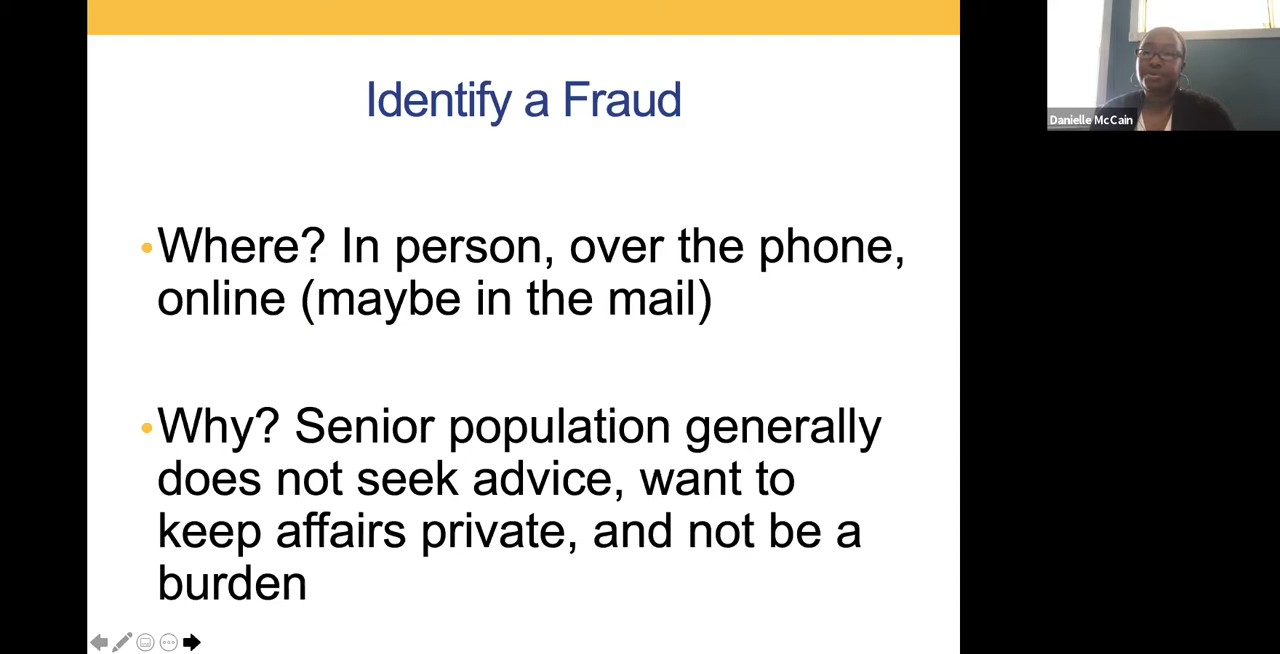 Identify a Fraud
•Where? In person, over the phone,
online (maybe in the mail)
•Why? Senior population generally
does not seek advice, want to
keep affairs private, and not be a
burden
Danielle McCain